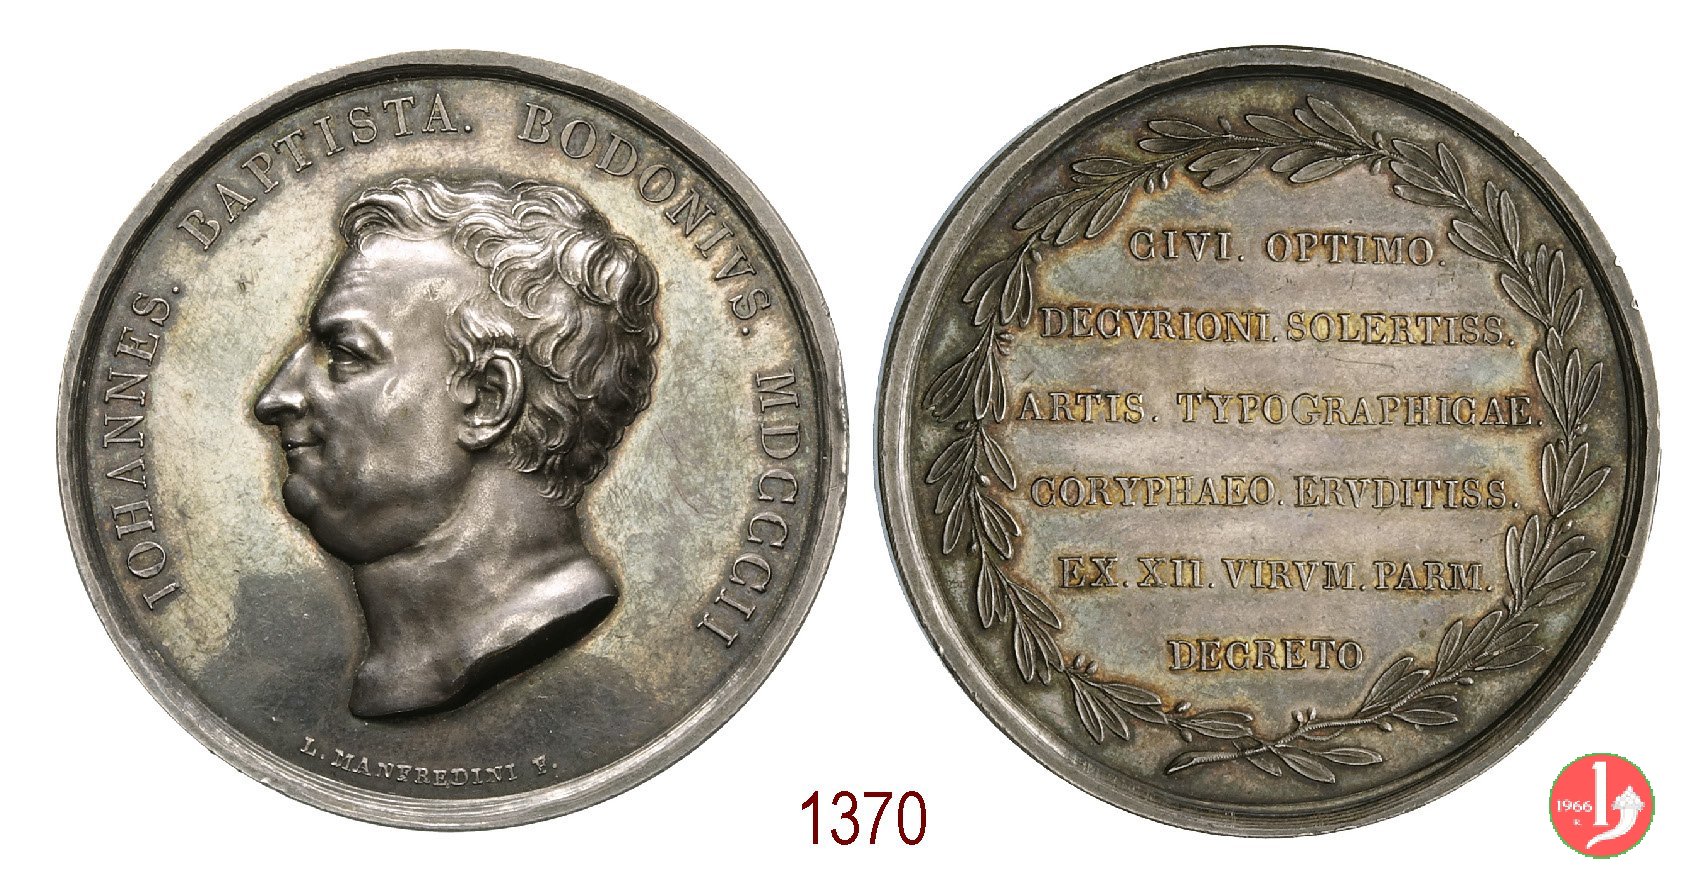 IOHANNES. BAPTISTA. BODONIVS. MDCCCII
L. MANFREDINI F.
CIVI. OPTIMO.
DECVRIONI. SOLERTISS.
ARTIS. TYPOGRAPHICAE.
CORYPHAEO. ERVDITISS.
EX. XII. VIRVM. PARM.
DECRETO
1370
1966
R.